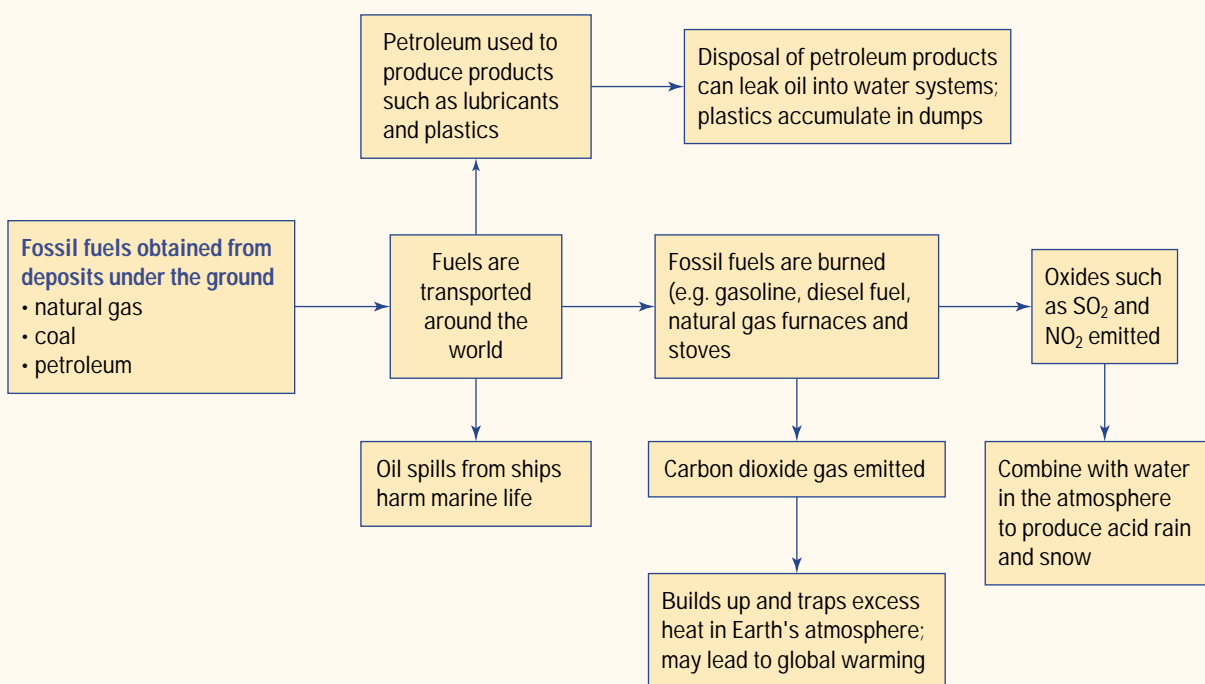 Petroleum used to
produce products
such as lubricants
and plastics
Disposal of petroleum products
can leak oil into water systems;
plastics accumulate in dumps
Fossil fuels obtained from
deposits under the ground
• natural gas
• coal
• petroleum
Fuels are
transported
around the
world
Fossil fuels are burned
(e.g. gasoline, diesel fuel,
natural gas furnaces and
stoves
Oxides such
as SO₂ and
NO₂ emitted
Oil spills from ships
harm marine life
Carbon dioxide gas emitted
Combine with water
in the atmosphere
to produce acid rain
and snow
Builds up and traps excess
heat in Earth's atmosphere;
may lead to global warming